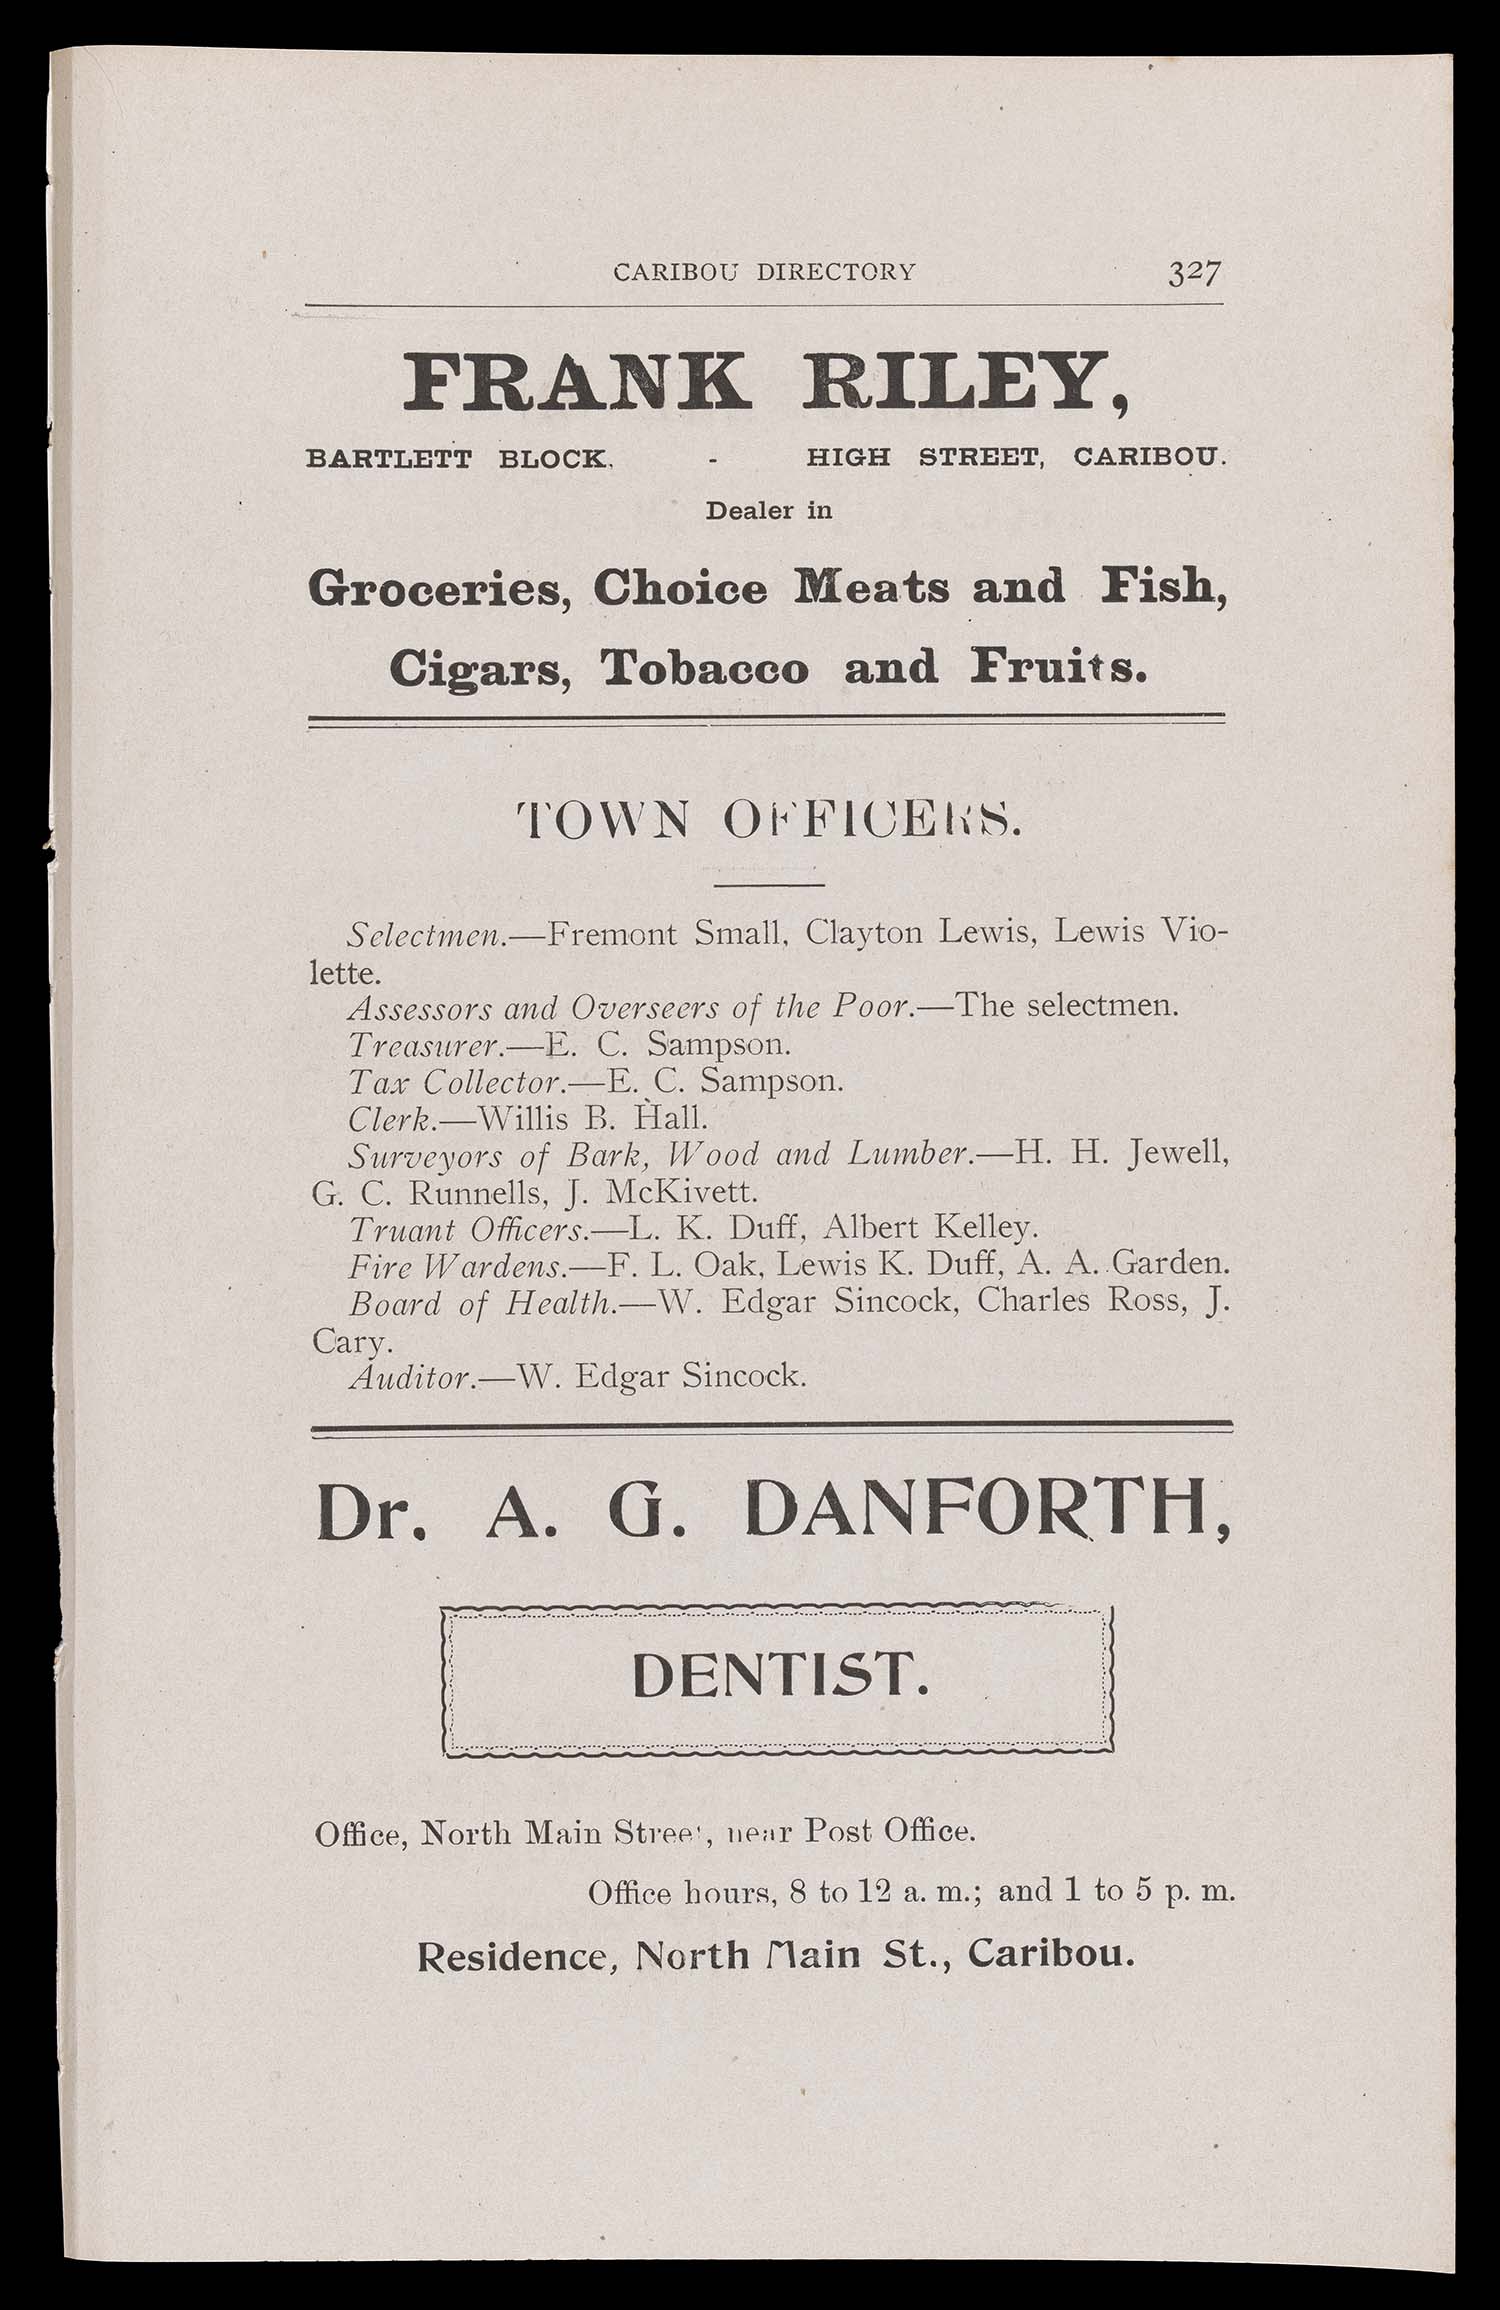 CARIBOU DIRECTORY 327
FRANK RILEY,
BARTLETT BLOCK. - HIGH STREET, CARIBOU.
Dealer in
Groceries, Choice Meats and Fish,
Cigars, Tobacco and Fruits.
TOWN OFFICERS.
Selectmen.—Fremont Small, Clayton Lewis, Lewis Vio-
lette.
Assessors and Overseers of the Poor.—The selectmen.
Treasurer.—E. C. Sampson.
Tax Collector.—E. C. Sampson.
Clerk.—Willis B. Hall.
Surveyors of Bark, Wood and Lumber.—H. H. Jewell,
G. C. Runnells, J. McKivett.
Truant Officers.—L. K. Duff, Albert Kelley.
Fire Wardens.—F. L. Oak, Lewis K. Duff, A. A. Garden.
Board of Health.—W. Edgar Sincock, Charles Ross, J.
Cary.
Auditor.—W. Edgar Sincock.
Dr. A. G. DANFORTH,
DENTIST.
Office, North Main Street, near Post Office.
Office hours, 8 to 12 a. m.; and 1 to 5 p. m.
Residence, North Main St., Caribou.